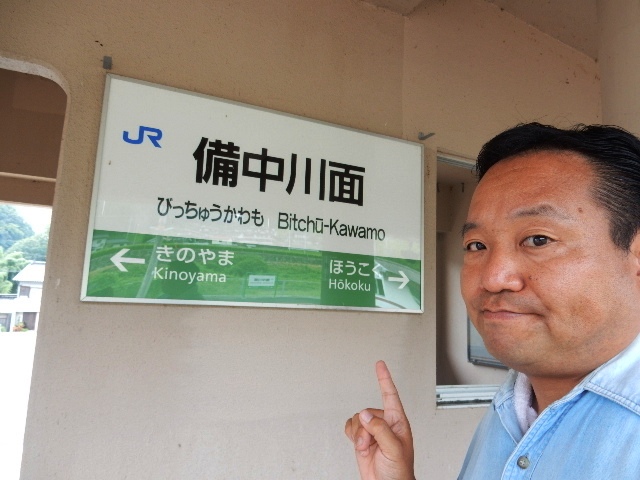 JR
備中川面
びっちゅうかわも Bitchū-Kawamo
← きのやま ほうこく →
Kinoyama Hōkoku